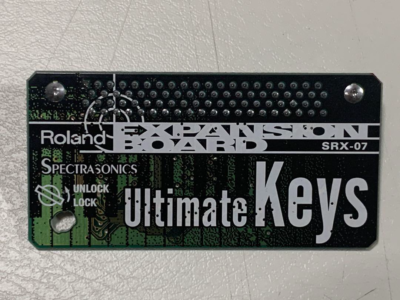 Roland EXPANSION BOARD SRX-07
SPECTRASONICS
UNLOCK
LOCK
Ultimate Keys